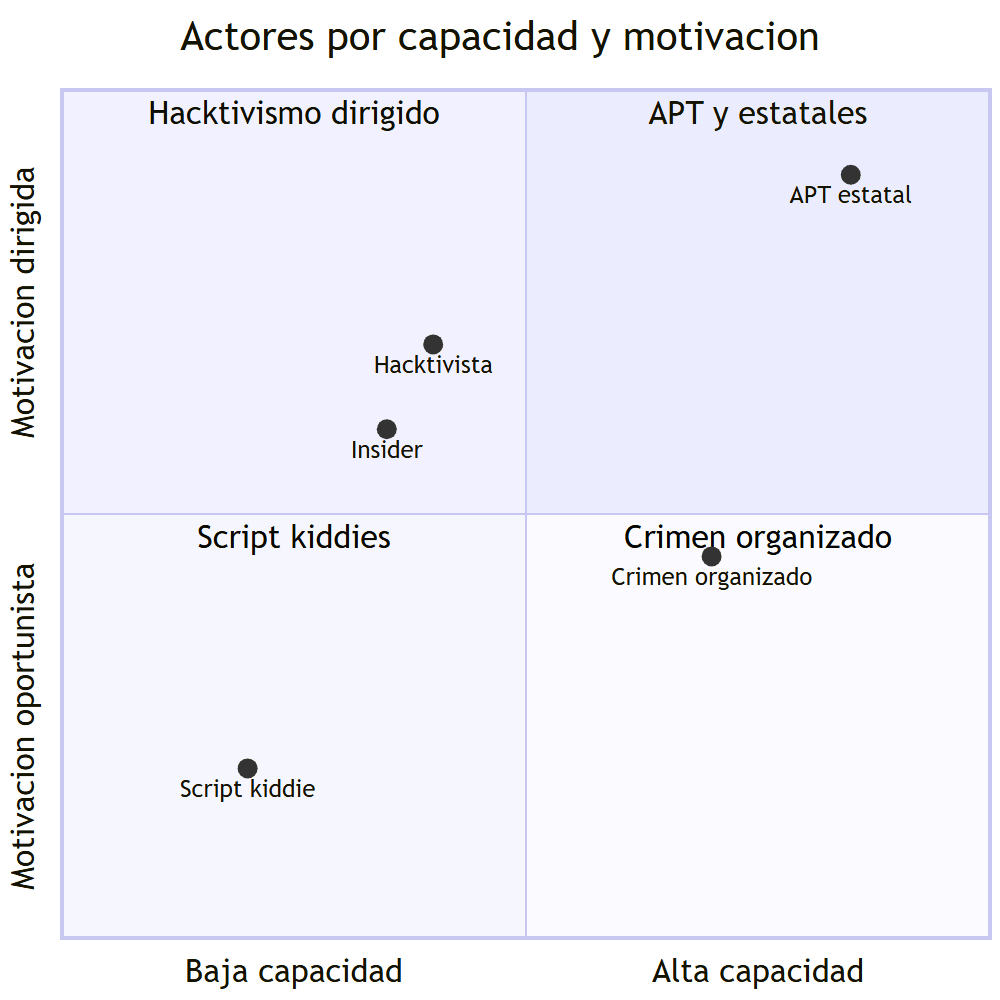 Actores por capacidad y motivacion
Hacktivismo dirigido
APT y estatales
APT estatal
Hacktivista
Insider
Script kiddies
Crimen organizado
Crimen organizado
Script kiddie
Motivacion dirigida
Motivacion oportunista
Baja capacidad
Alta capacidad